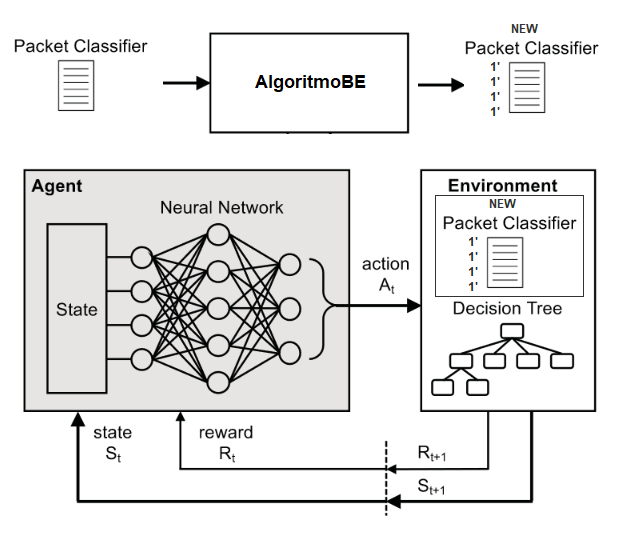 Packet Classifier
AlgoritmoBE
NEW
Packet Classifier
1'
1'
1'
1'
Agent
Neural Network
State
action
At
Environment
NEW
Packet Classifier
1'
1'
1'
1'
Decision Tree
state
St
reward
Rt
Rt+1
St+1